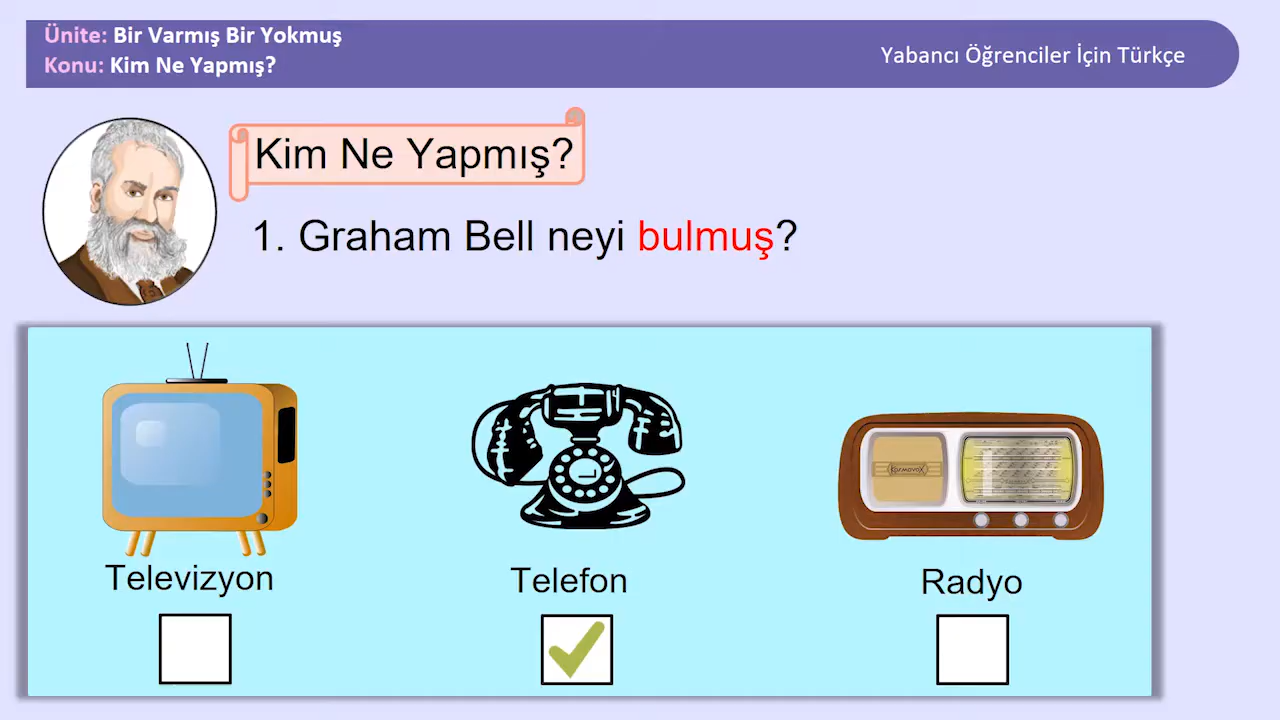 Ünite: Bir Varmış Bir Yokmuş
Konu: Kim Ne Yapmış?
Yabancı Öğrenciler İçin Türkçe
Kim Ne Yapmış?
1. Graham Bell neyi bulmuş?
Televizyon
Telefon
Radyo